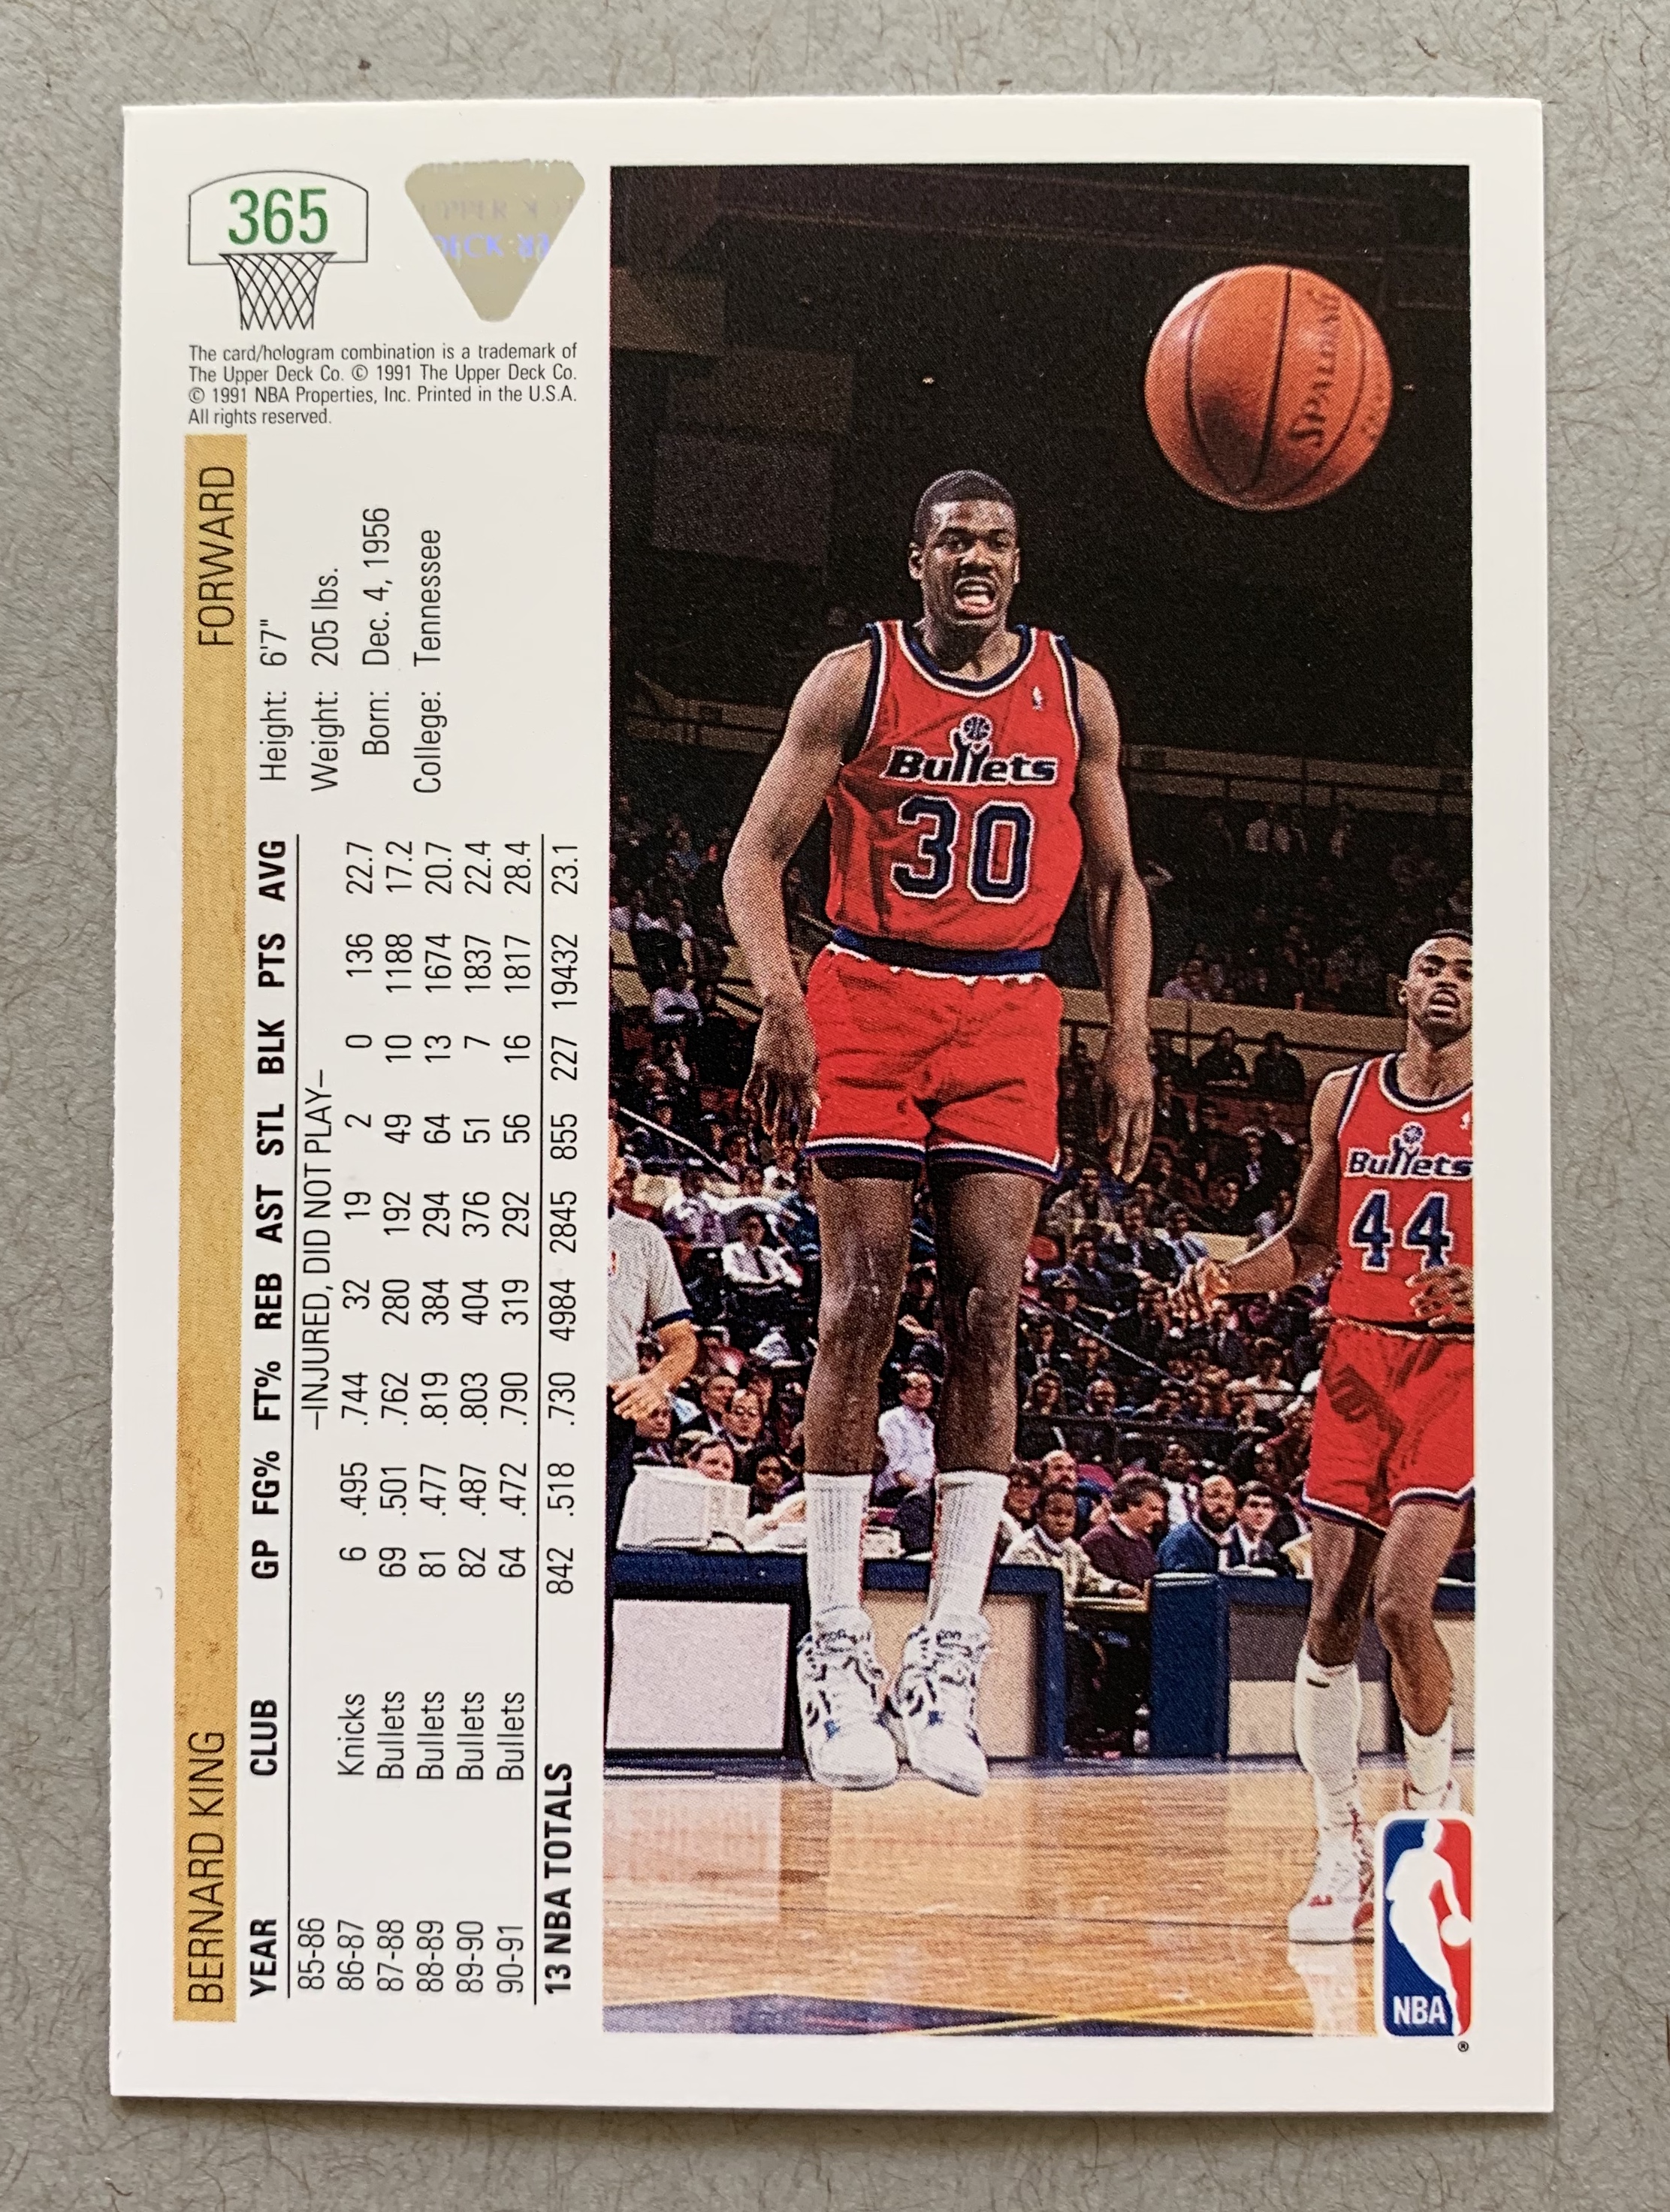 365
UPPER
DECK
The card/hologram combination is a trademark of
The Upper Deck Co. © 1991 The Upper Deck Co.
© 1991 NBA Properties, Inc. Printed in the U.S.A.
All rights reserved.
BERNARD KING FORWARD
YEAR CLUB GP FG% FT% REB AST STL BLK PTS AVG
85-86 –INJURED, DID NOT PLAY–
86-87 Knicks 6 .495 .744 32 19 2 0 136 22.7
87-88 Bullets 69 .501 .762 280 192 49 10 1188 17.2
88-89 Bullets 81 .477 .819 384 294 64 13 1674 20.7
89-90 Bullets 82 .487 .803 404 376 51 7 1837 22.4
90-91 Bullets 64 .472 .790 319 292 56 16 1817 28.4
13 NBA TOTALS 842 .518 .730 4984 2845 855 227 19432 23.1
Height: 6'7"
Weight: 205 lbs.
Born: Dec. 4, 1956
College: Tennessee
SPALDING
Bullets
30
Bullets
44
NBA
®